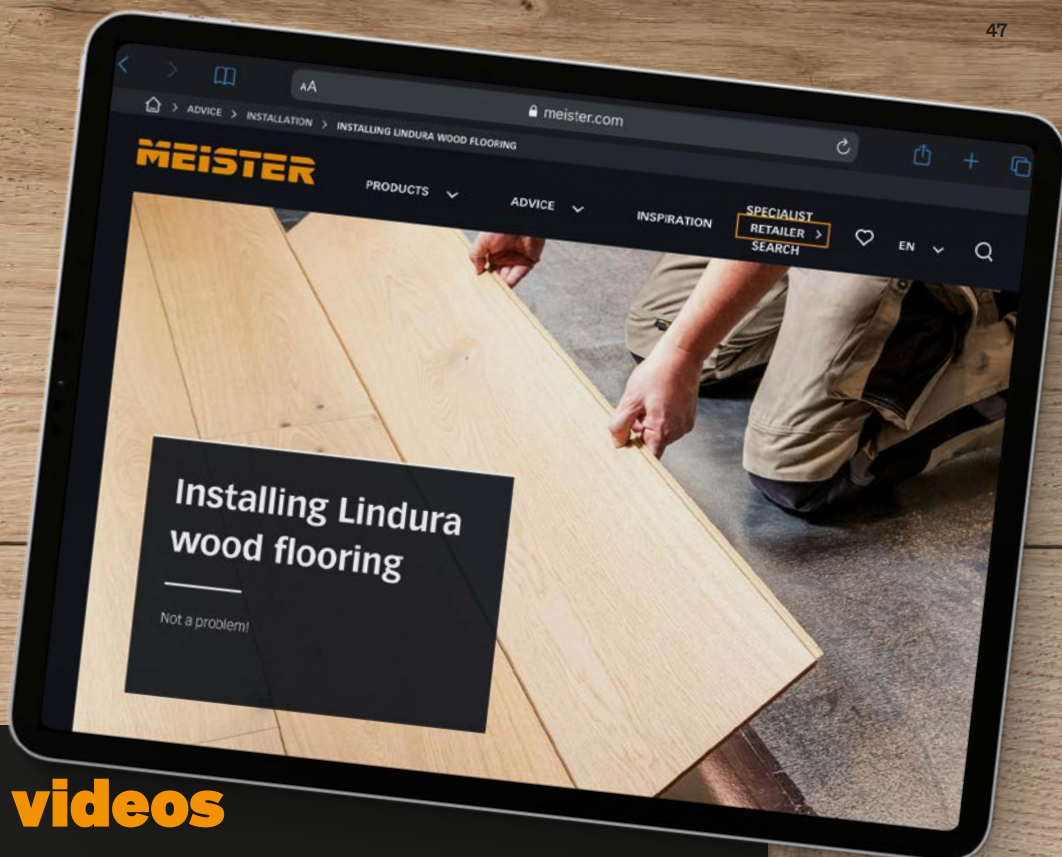 47
AA
meister.com
> ADVICE > INSTALLATION > INSTALLING LINDURA WOOD FLOORING
MEiSTER
PRODUCTS
ADVICE
INSPIRATION
SPECIALIST
RETAILER >
SEARCH
EN
Installing Lindura
wood flooring
Not a problem!
videos